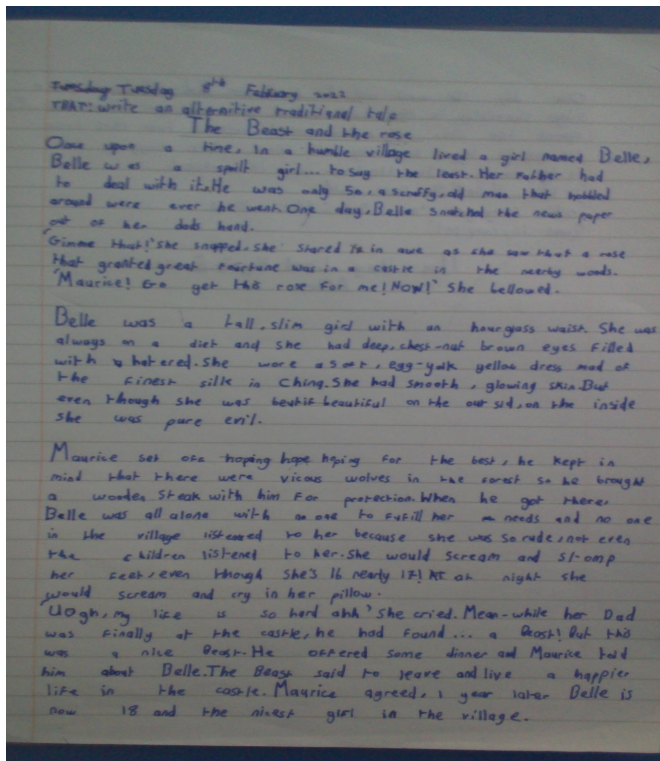 Tuesday 8th February 2022
TBAT: write an alternitive traditional tale
The Beast and the rose
Once upon a time, In a humble village lived a girl named Belle,
Belle was a spoilt girl... to say the least. Her father had
to deal with it. He was only 50, a scruffy, old man that hobbled
around were ever he went. One day, Belle snatched the news paper
out of her dads hand.
'Gimme that!' She snapped. She stared in awe as she saw that a rose
that granted great fourtune was in a castle in the nearby woods.
'Maurice! Go get this rose for me! Now!' She bellowed.
Belle was a tall, slim girl with an hourglass waist. She was
always on a diet and she had deep, chest-nut brown eyes filled
with hatered. She wore a soft, egg-yolk yellow dress mad of
the finest silk in China. She had smooth, glowing skin. But
even though she was beautiful on the out sid, on the inside
she was pure evil.
Maurice set off hoping for the best, he kept in
mind that there were vicous wolves in the forest so he brought
a wooden steak with him for protection. When he got there,
Belle was all alone with no one to fufill her needs and no one
in the village listened to her because she was so rude, not even
the children listened to her. She would scream and st-omp
her feet, even though she's 16 nearly 17! At night she
would scream and cry in her pillow.
'Uogh, my life is so hard ahh' She cried. Mean-while her Dad
was finally at the castle, he had found... a Beast! But this
was a nice Beast. He offered some dinner and Maurice told
him about Belle. The Beast said to leave and live a happier
life in the castle. Maurice agreed, 1 year later Belle is
now 18 and the nicest girl in the village.